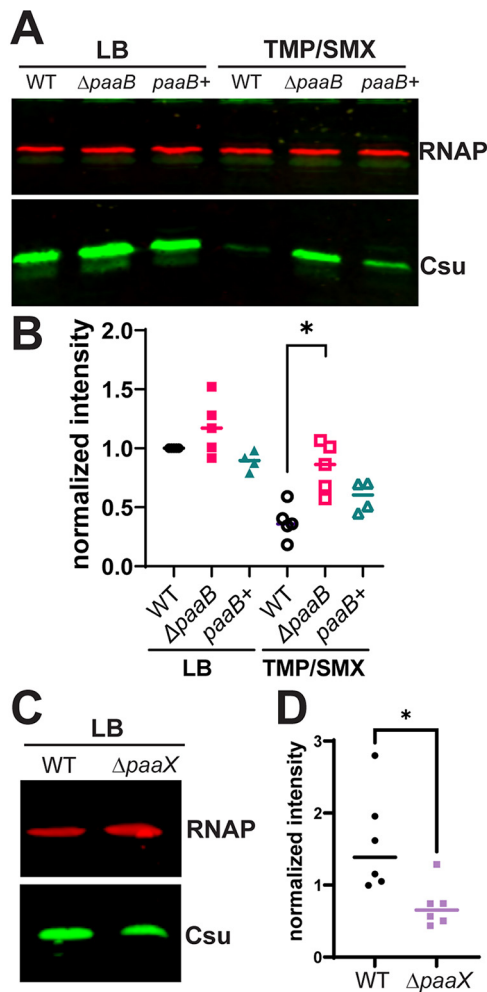 A
LB TMP/SMX
WT ΔpaaB paaB+ WT ΔpaaB paaB+
RNAP
Csu
B
normalized intensity
2.0
1.5
1.0
0.5
0.0
*
WT ΔpaaB paaB+ WT ΔpaaB paaB+
LB TMP/SMX
C
LB
WT ΔpaaX
RNAP
Csu
D
normalized intensity
3
2
1
0
*
WT ΔpaaX